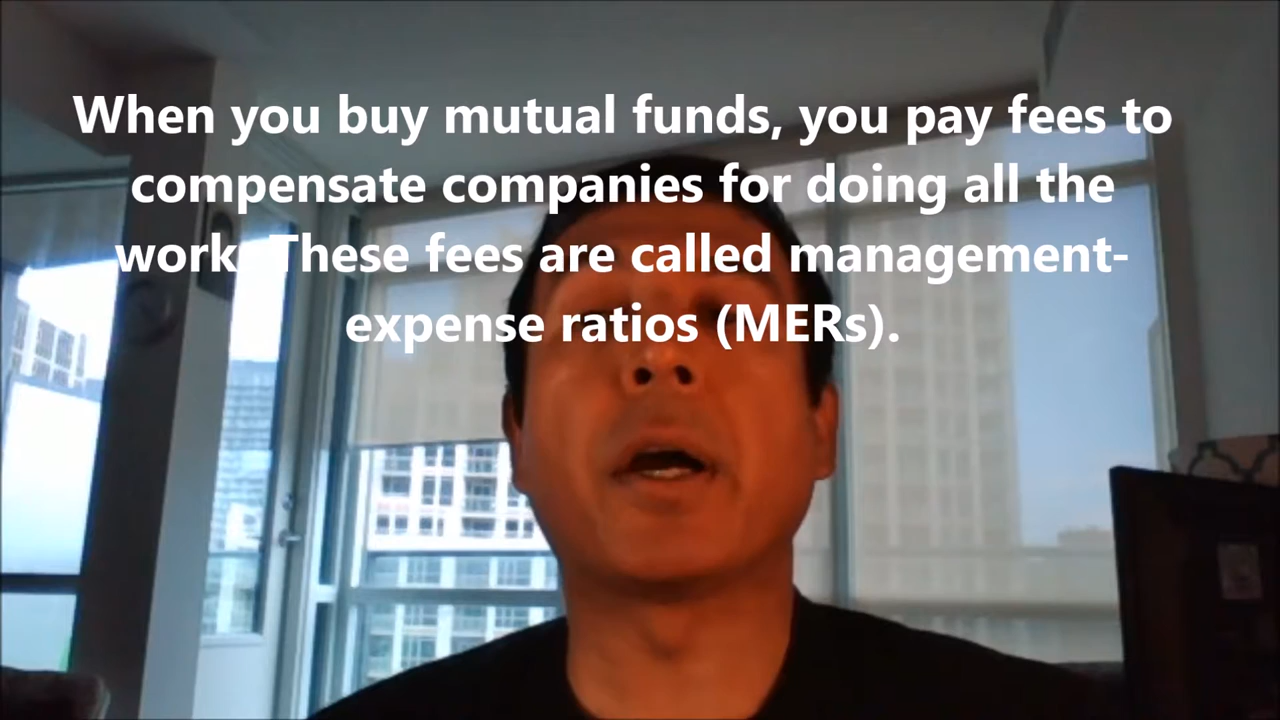 When you buy mutual funds, you pay fees to
compensate companies for doing all the
work. These fees are called management-
expense ratios (MERs).